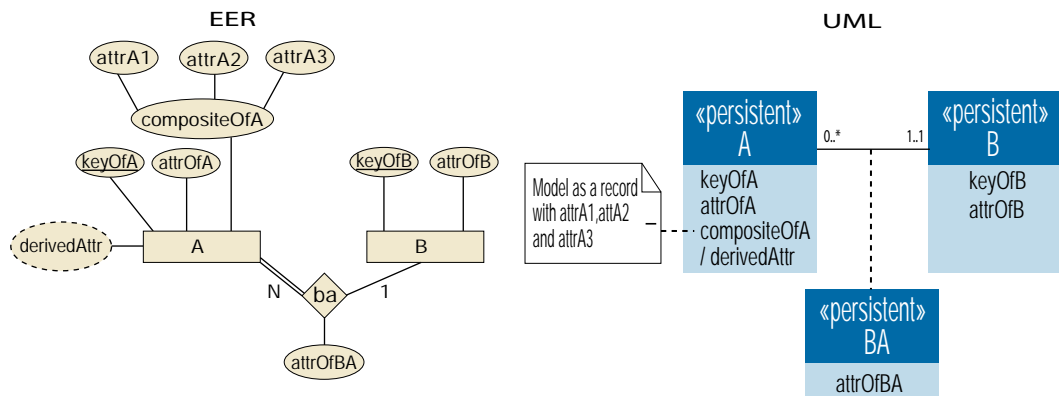 EER
UML
attrA1
attrA2
attrA3
compositeOfA
keyOfA
attrOfA
keyOfB
attrOfB
derivedAttr
A
B
N
ba
1
attrOfBA
Model as a record
with attrA1,attA2
and attrA3
«persistent»
A
keyOfA
attrOfA
compositeOfA
/ derivedAttr
0..*
1..1
«persistent»
B
keyOfB
attrOfB
«persistent»
BA
attrOfBA